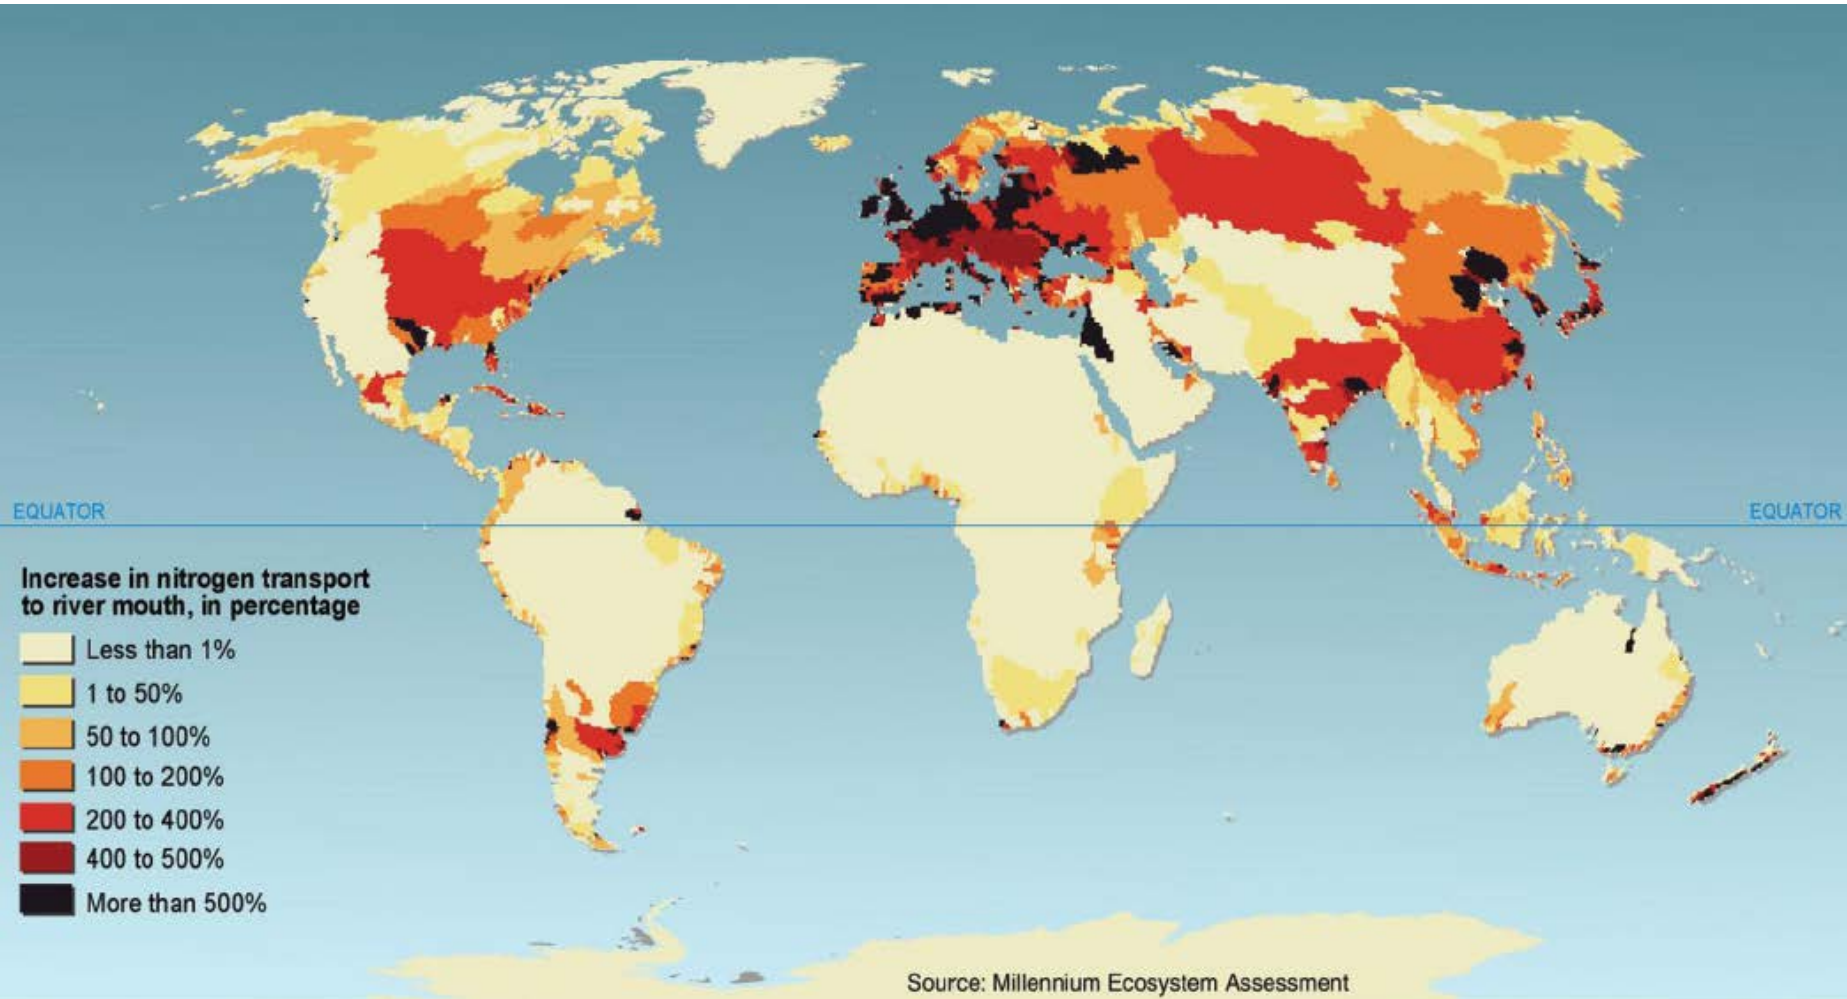 EQUATOR
EQUATOR
Increase in nitrogen transport
to river mouth, in percentage
Less than 1%
1 to 50%
50 to 100%
100 to 200%
200 to 400%
400 to 500%
More than 500%
Source: Millennium Ecosystem Assessment